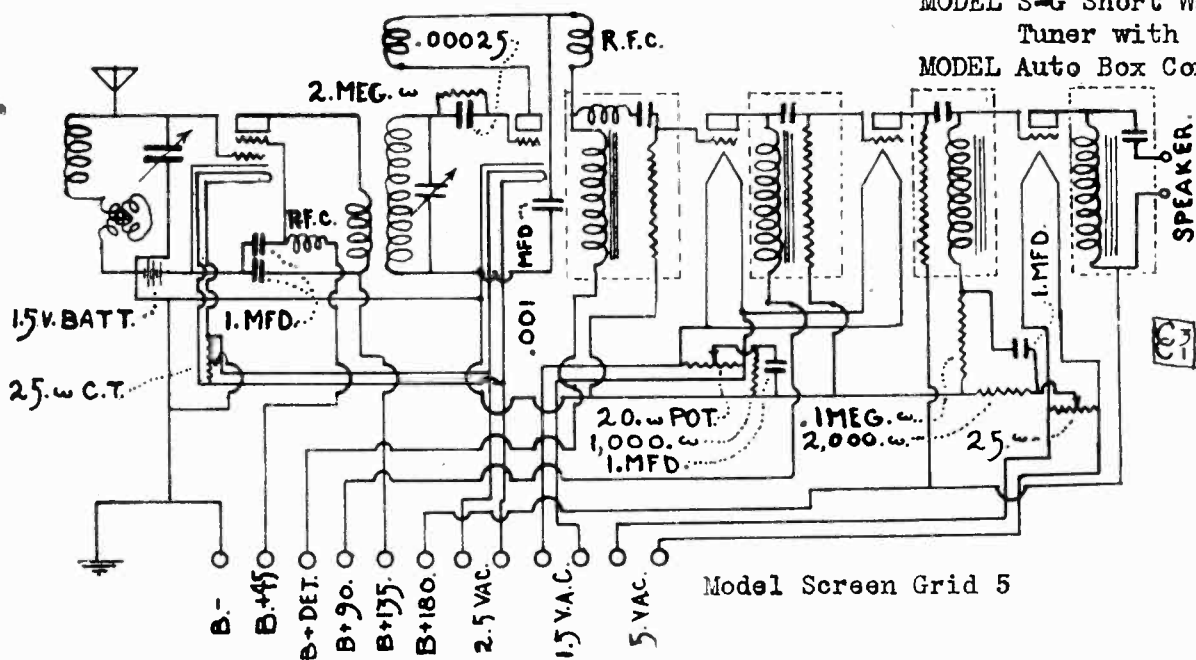 MODEL S-G Short W
Tuner with
MODEL Auto Box Co
.00025
R.F.C.
2.MEG.ω
R.F.C.
MFD
.001
1.MFD.
SPEAKER.
1.5 V. BATT.
1.MFD.
25.ω C.T.
20.ω POT.
1,000.ω
1.MFD.
.1MEG.ω
2,000.ω
25.ω
B.-
B.+45
B+DET.
B+90.
B+135.
B+180.
2.5 VAC.
1.5 V.A.C.
5.VAC.
Model Screen Grid 5